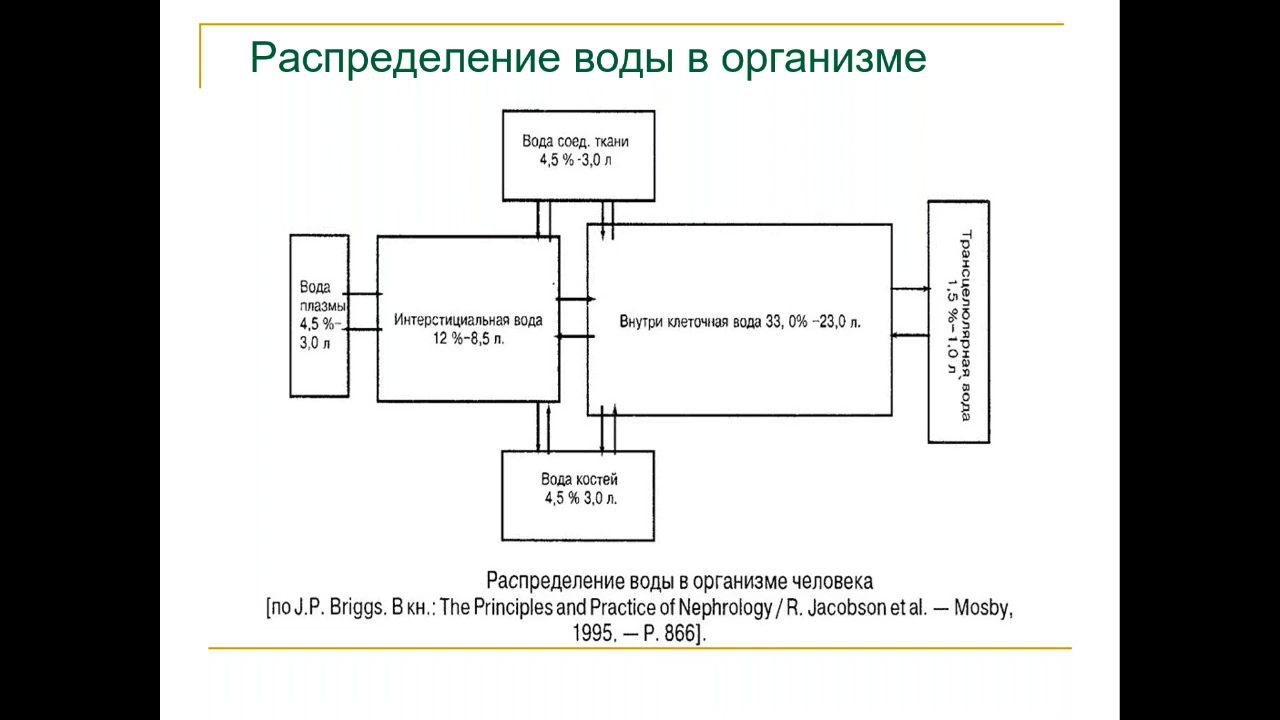 Распределение воды в организме
Вода соед. ткани
4,5 % -3,0 л
Вода
плазмы
4,5 %–
3,0 л
Интерстициальная вода
12 %–8,5 л.
Внутри клеточная вода 33, 0% –23,0 л.
Трансцелюлярная вода
1,5 %–1,0 л
Вода костей
4,5 % 3,0 л.
Распределение воды в организме человека
[по J.P. Briggs. В кн.: The Principles and Practice of Nephrology / R. Jacobson et al. — Mosby,
1995. — P. 866].